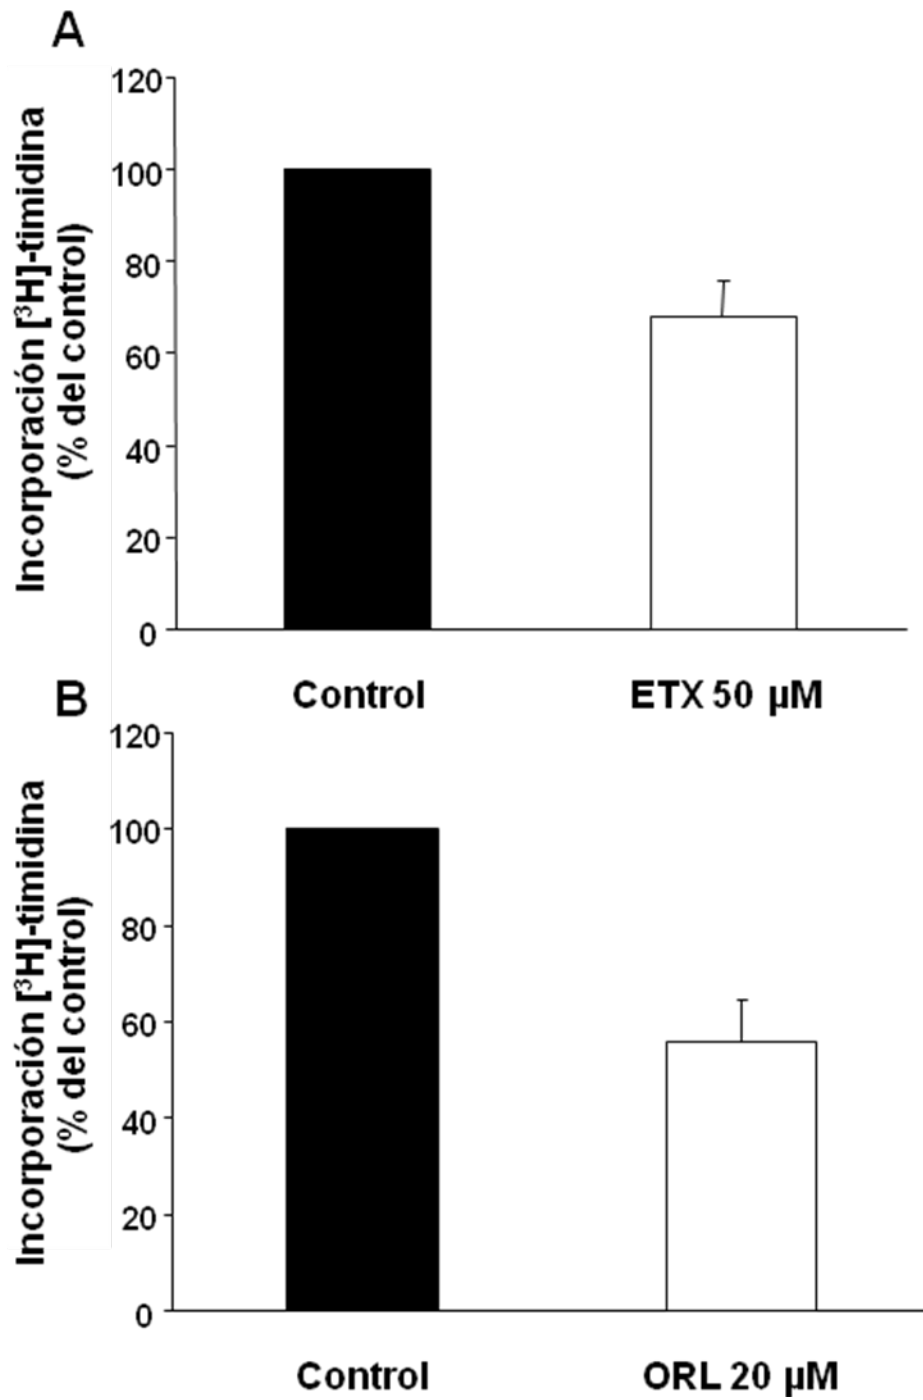 A
Incorporación [³H]-timidina
(% del control)
120
100
80
60
40
20
0
Control ETX 50 µM
B
Incorporación [³H]-timidina
(% del control)
120
100
80
60
40
20
0
Control ORL 20 µM